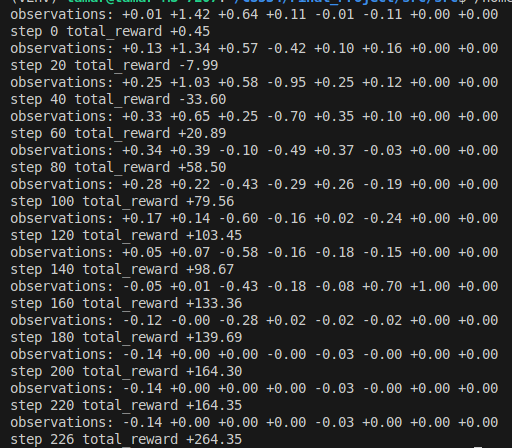 observations: +0.01 +1.42 +0.64 +0.11 -0.01 -0.11 +0.00 +0.00
step 0 total_reward +0.45
observations: +0.13 +1.34 +0.57 -0.42 +0.10 +0.16 +0.00 +0.00
step 20 total_reward -7.99
observations: +0.25 +1.03 +0.58 -0.95 +0.25 +0.12 +0.00 +0.00
step 40 total_reward -33.60
observations: +0.33 +0.65 +0.25 -0.70 +0.35 +0.10 +0.00 +0.00
step 60 total_reward +20.89
observations: +0.34 +0.39 -0.10 -0.49 +0.37 -0.03 +0.00 +0.00
step 80 total_reward +58.50
observations: +0.28 +0.22 -0.43 -0.29 +0.26 -0.19 +0.00 +0.00
step 100 total_reward +79.56
observations: +0.17 +0.14 -0.60 -0.16 +0.02 -0.24 +0.00 +0.00
step 120 total_reward +103.45
observations: +0.05 +0.07 -0.58 -0.16 -0.18 -0.15 +0.00 +0.00
step 140 total_reward +98.67
observations: -0.05 +0.01 -0.43 -0.18 -0.08 +0.70 +1.00 +0.00
step 160 total_reward +133.36
observations: -0.12 -0.00 -0.28 +0.02 -0.02 -0.02 +0.00 +0.00
step 180 total_reward +139.69
observations: -0.14 +0.00 +0.00 -0.00 -0.03 -0.00 +0.00 +0.00
step 200 total_reward +164.30
observations: -0.14 +0.00 +0.00 +0.00 -0.03 -0.00 +0.00 +0.00
step 220 total_reward +164.35
observations: -0.14 +0.00 +0.00 +0.00 -0.03 +0.00 +0.00 +0.00
step 226 total_reward +264.35